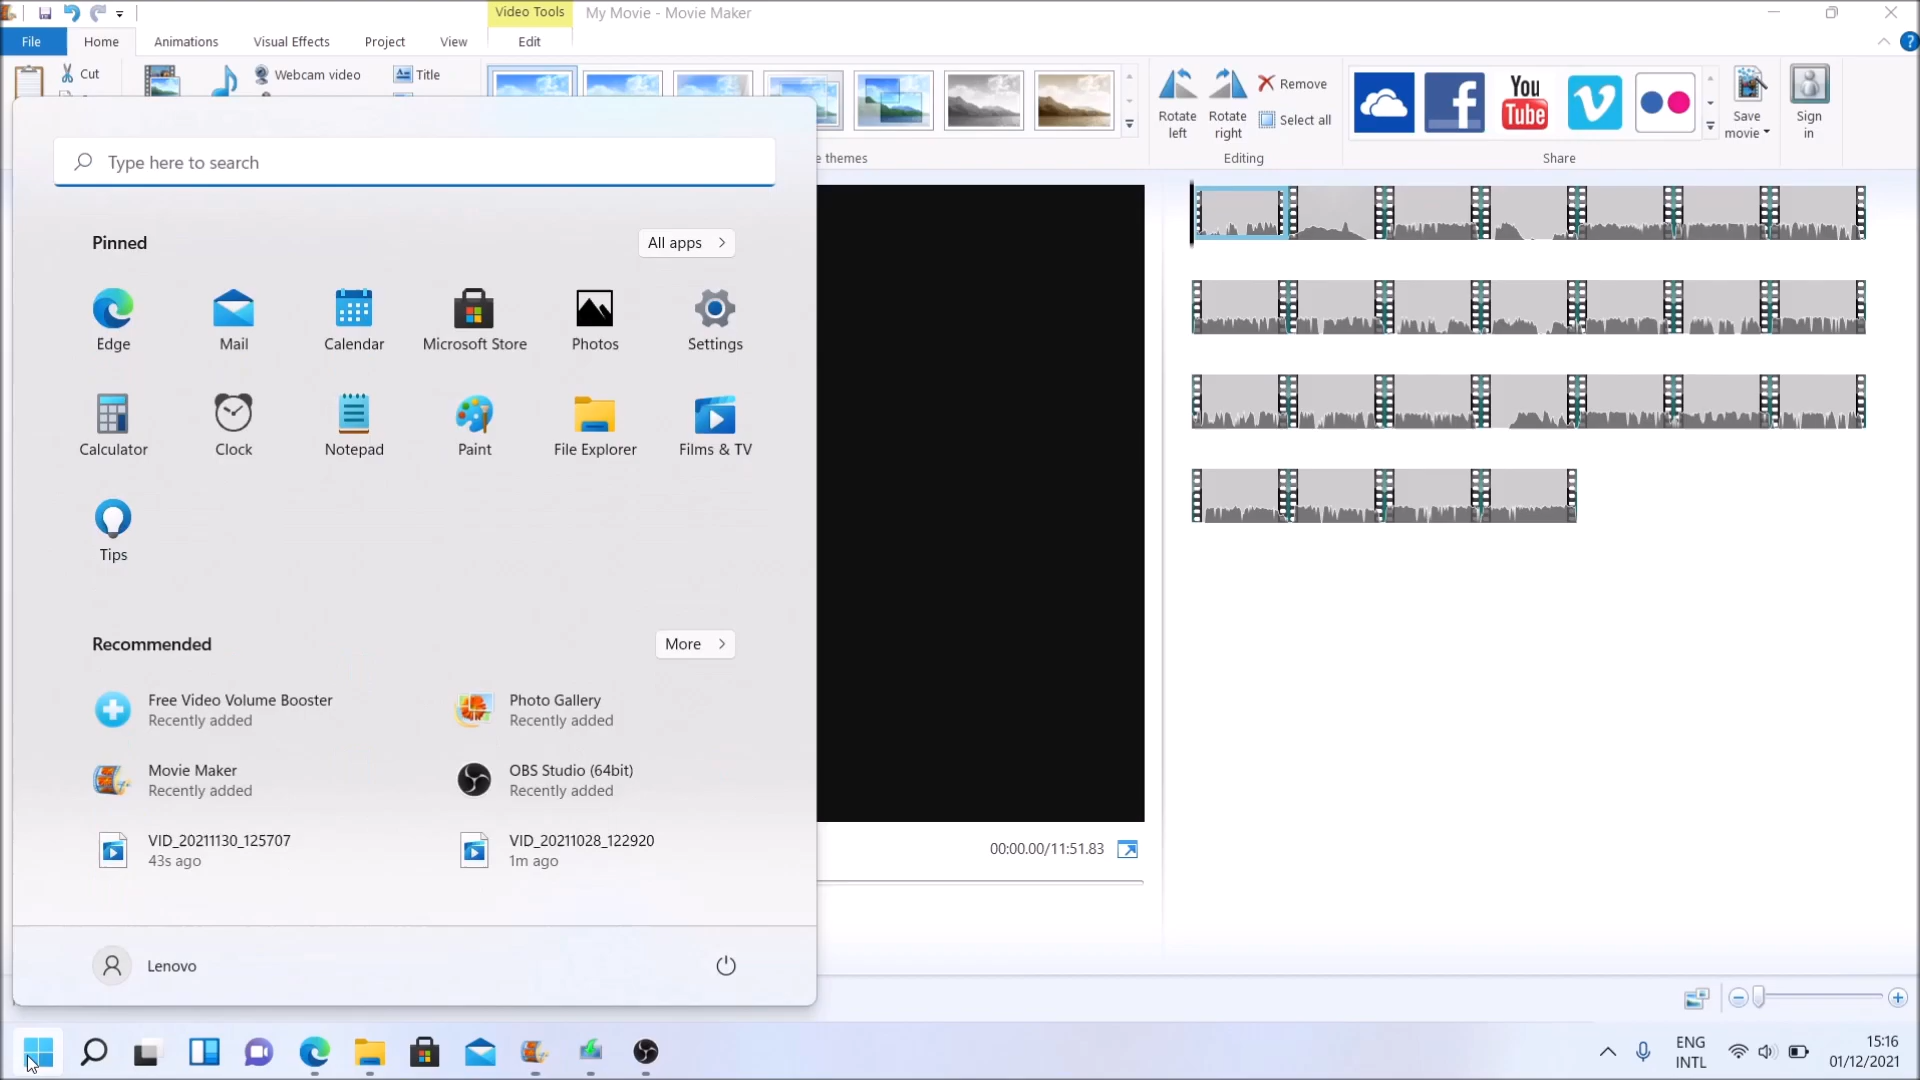 Video Tools
My Movie - Movie Maker
File
Home
Animations
Visual Effects
Project
View
Edit
?
Cut
Webcam video
Title
Rotate left
Rotate right
Remove
Select all
You
Tube
Save movie
Sign in
themes
Editing
Share
Type here to search
Pinned
All apps
Edge
Mail
Calendar
Microsoft Store
Photos
Settings
Calculator
Clock
Notepad
Paint
File Explorer
Films & TV
Tips
Recommended
More
Free Video Volume Booster
Recently added
Photo Gallery
Recently added
Movie Maker
Recently added
OBS Studio (64bit)
Recently added
VID_20211130_125707
43s ago
VID_20211028_122920
1m ago
00:00.00/11:51.83
Lenovo
ENG
INTL
15:16
01/12/2021